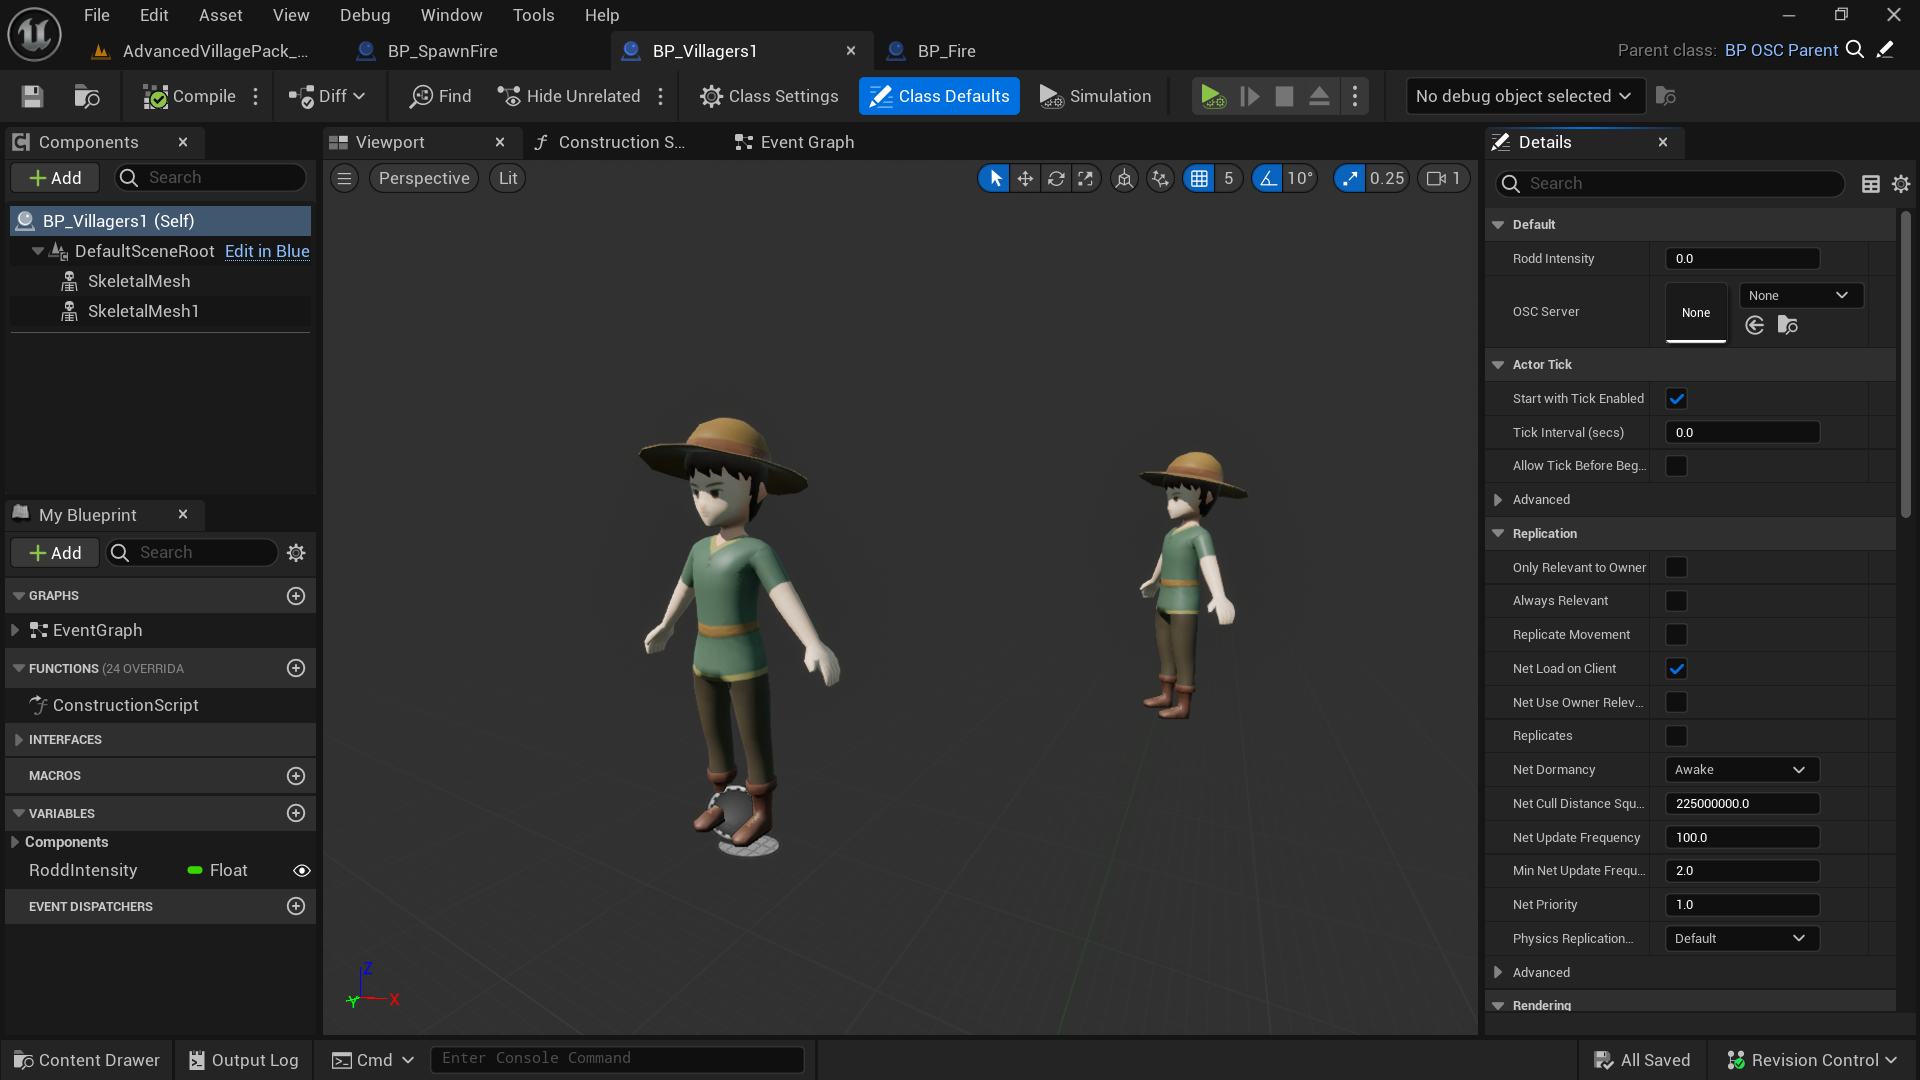 File Edit Asset View Debug Window Tools Help
AdvancedVillagePack_... BP_SpawnFire BP_Villagers1 BP_Fire Parent class: BP OSC Parent
Compile Diff Find Hide Unrelated Class Settings Class Defaults Simulation No debug object selected
Components
Add Search
BP_Villagers1 (Self)
DefaultSceneRoot Edit in Blue
SkeletalMesh
SkeletalMesh1
My Blueprint
Add Search
GRAPHS
EventGraph
FUNCTIONS (24 OVERRIDA
ConstructionScript
INTERFACES
MACROS
VARIABLES
Components
RoddIntensity Float
EVENT DISPATCHERS
Viewport Construction S... Event Graph
Perspective Lit 5 10° 0.25 1
Z
Y X
Details
Search
Default
Rodd Intensity 0.0
OSC Server None None
Actor Tick
Start with Tick Enabled
Tick Interval (secs) 0.0
Allow Tick Before Beg...
Advanced
Replication
Only Relevant to Owner
Always Relevant
Replicate Movement
Net Load on Client
Net Use Owner Relev...
Replicates
Net Dormancy Awake
Net Cull Distance Squ... 225000000.0
Net Update Frequency 100.0
Min Net Update Frequ... 2.0
Net Priority 1.0
Physics Replication... Default
Advanced
Rendering
Content Drawer Output Log Cmd Enter Console Command All Saved Revision Control